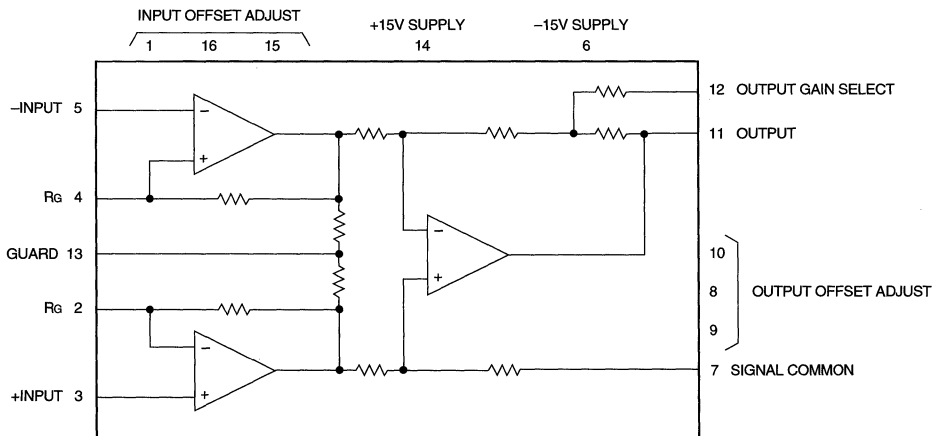 INPUT OFFSET ADJUST
1 16 15
+15V SUPPLY
14
–15V SUPPLY
6
–INPUT 5
RG 4
GUARD 13
RG 2
+INPUT 3
–
+
–
+
–
+
12 OUTPUT GAIN SELECT
11 OUTPUT
10
8 OUTPUT OFFSET ADJUST
9
7 SIGNAL COMMON